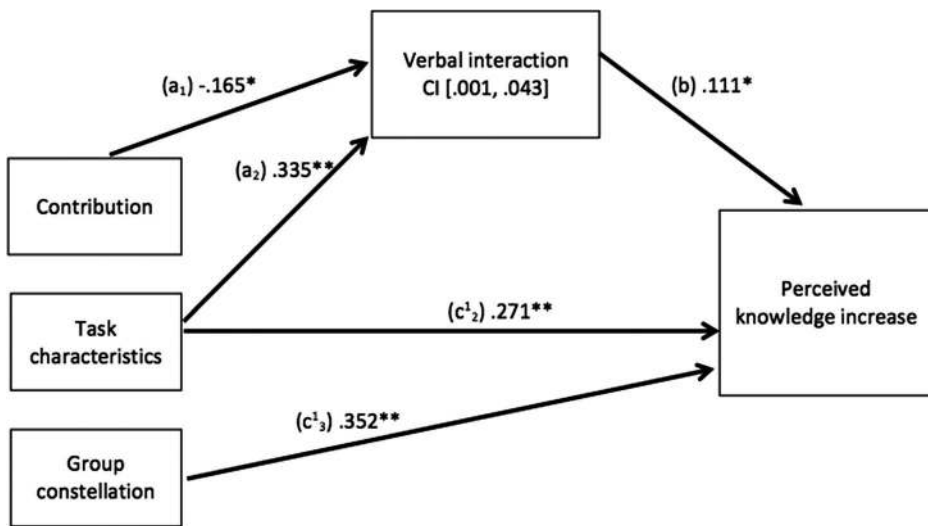 Verbal interaction
CI [.001, .043]
(a₁) -.165*
(b) .111*
(a₂) .335**
Contribution
Task
characteristics
(c¹₂) .271**
Perceived
knowledge increase
(c¹₃) .352**
Group
constellation